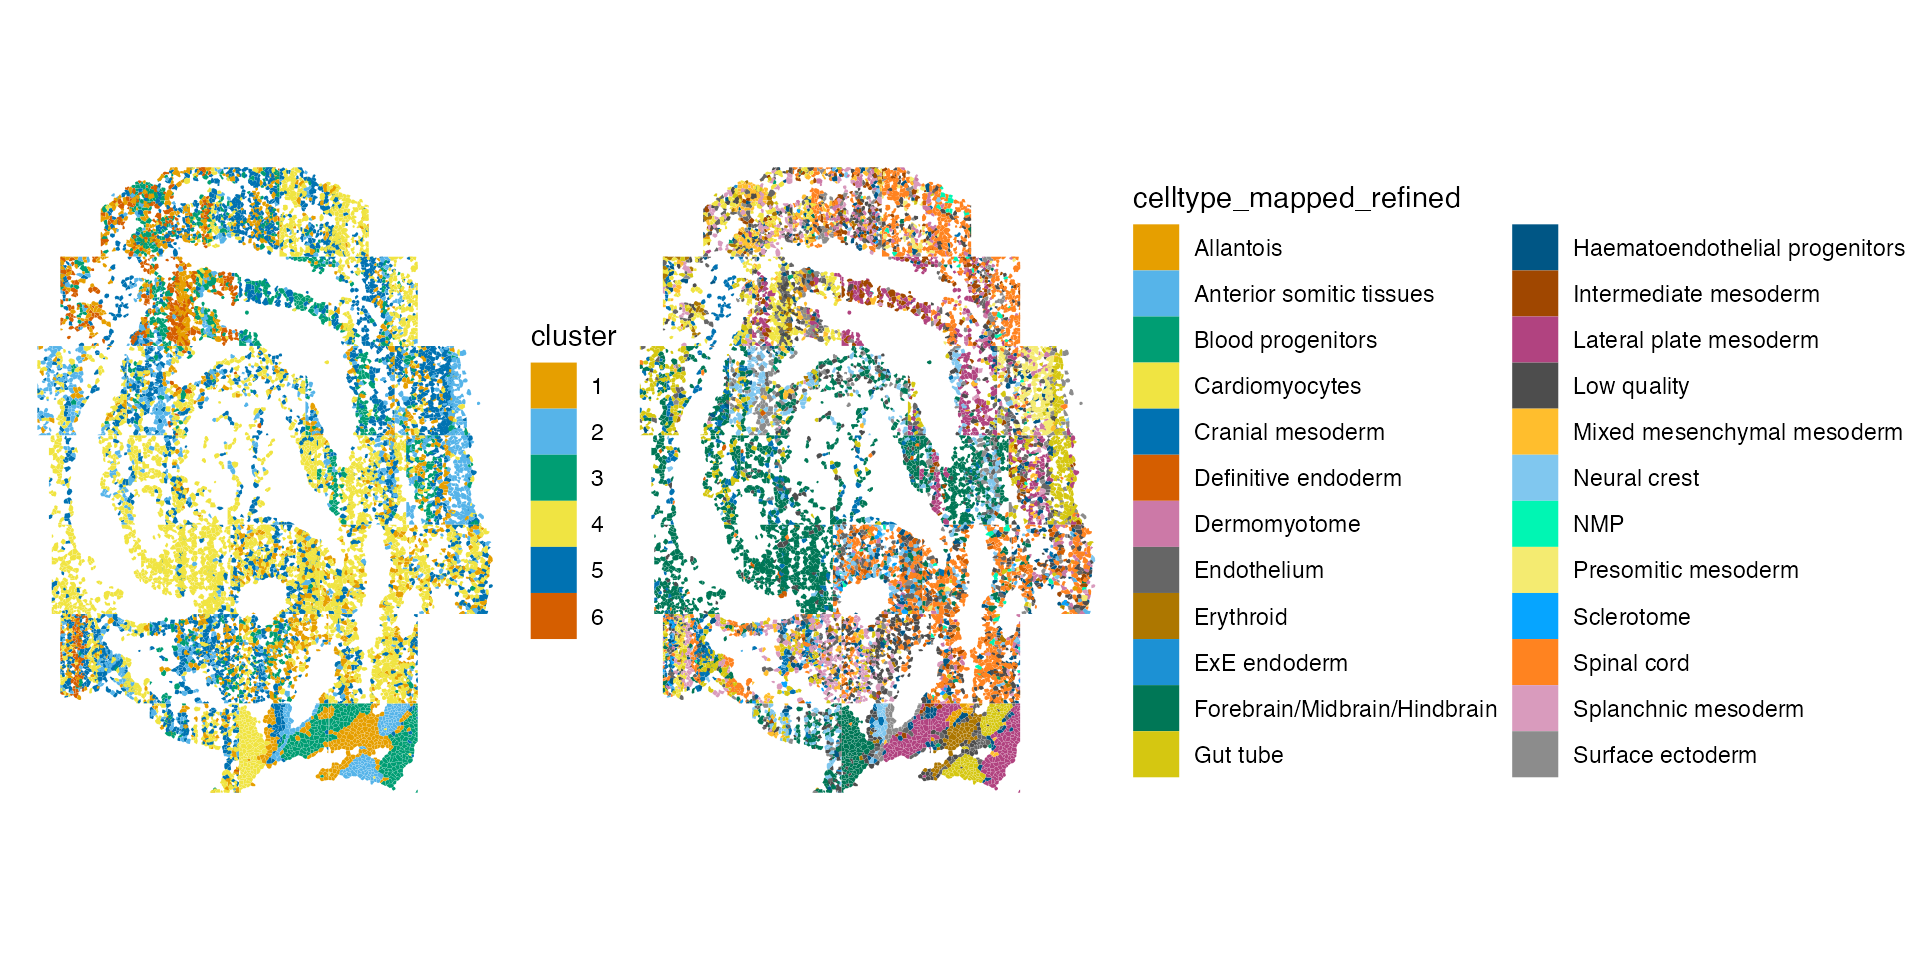 cluster
1
2
3
4
5
6
celltype_mapped_refined
Allantois
Anterior somitic tissues
Blood progenitors
Cardiomyocytes
Cranial mesoderm
Definitive endoderm
Dermomyotome
Endothelium
Erythroid
ExE endoderm
Forebrain/Midbrain/Hindbrain
Gut tube
Haematoendothelial progenitors
Intermediate mesoderm
Lateral plate mesoderm
Low quality
Mixed mesenchymal mesoderm
Neural crest
NMP
Presomitic mesoderm
Sclerotome
Spinal cord
Splanchnic mesoderm
Surface ectoderm